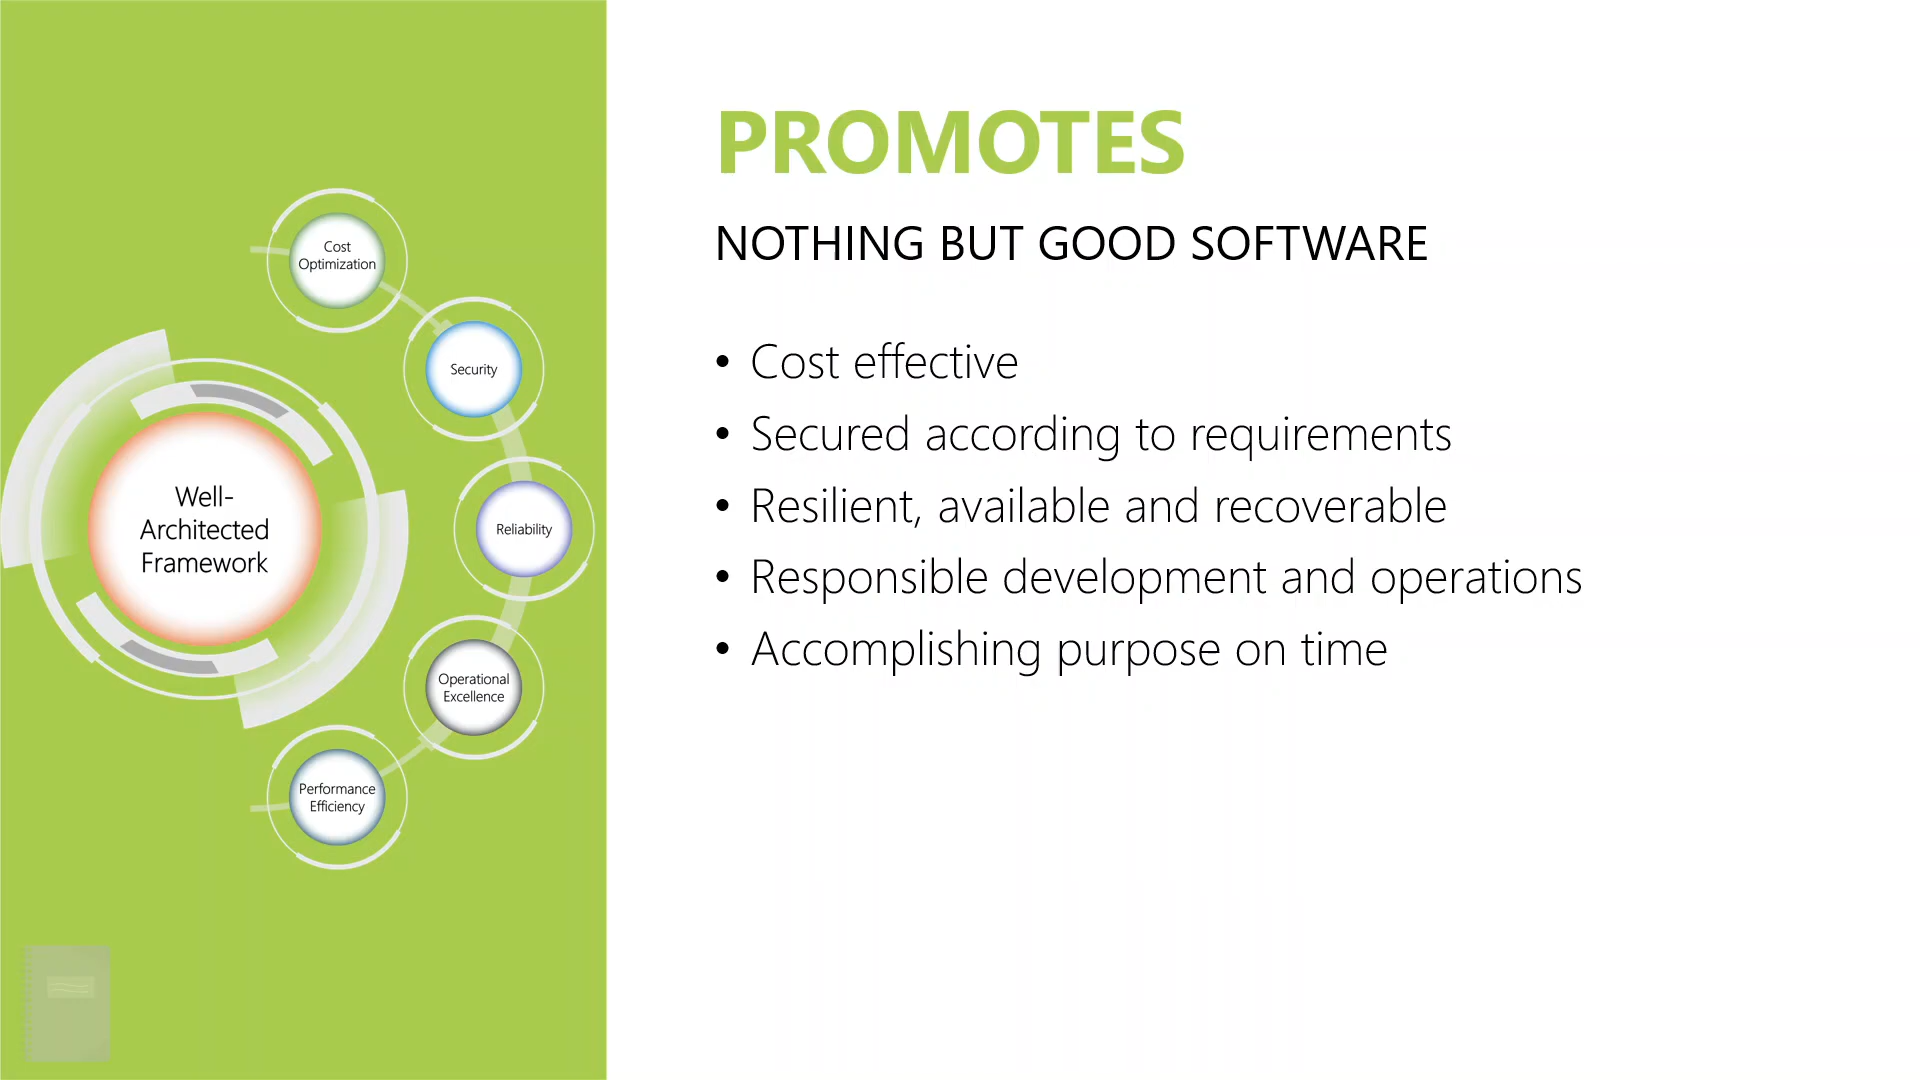 Cost
Optimization
Security
Reliability
Operational
Excellence
Performance
Efficiency
Well-
Architected
Framework
PROMOTES
NOTHING BUT GOOD SOFTWARE
• Cost effective
• Secured according to requirements
• Resilient, available and recoverable
• Responsible development and operations
• Accomplishing purpose on time